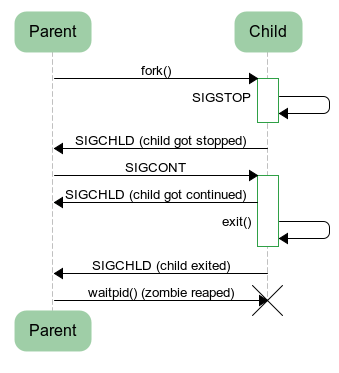 Parent
Child
fork()
SIGSTOP
SIGCHLD (child got stopped)
SIGCONT
SIGCHLD (child got continued)
exit()
SIGCHLD (child exited)
waitpid() (zombie reaped)
Parent